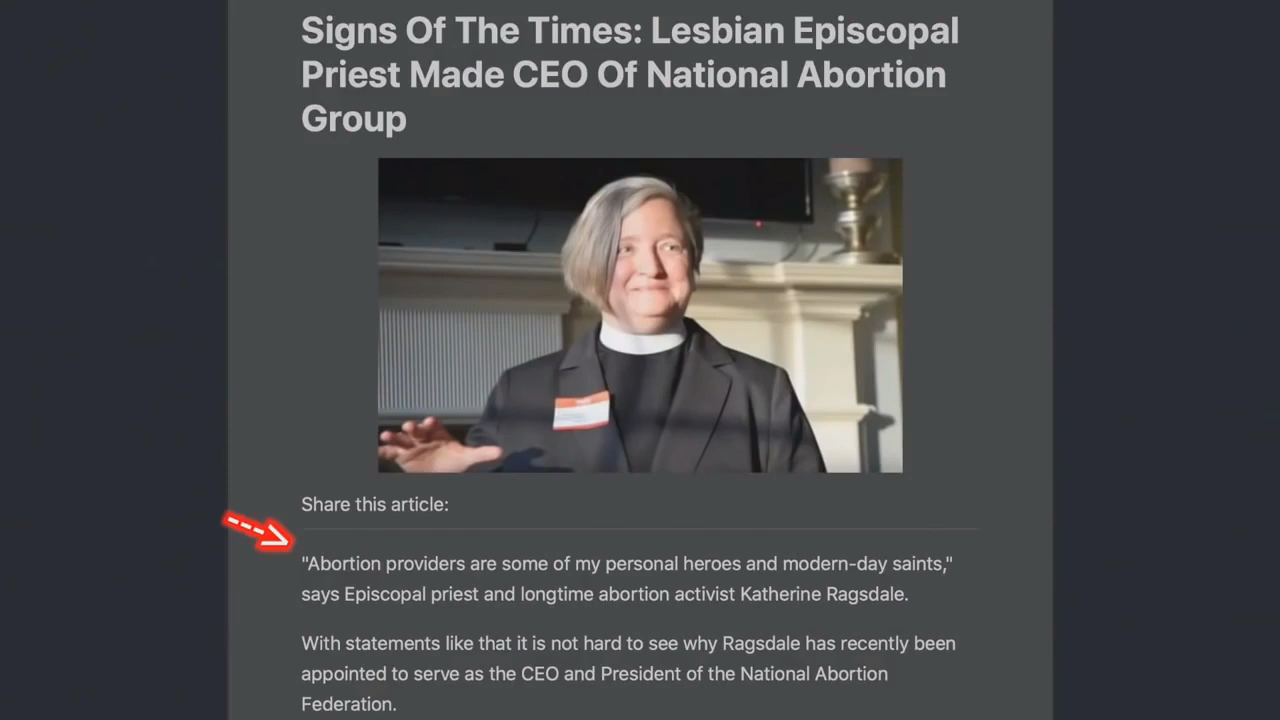 Signs Of The Times: Lesbian Episcopal
Priest Made CEO Of National Abortion
Group
Share this article:
"Abortion providers are some of my personal heroes and modern-day saints,"
says Episcopal priest and longtime abortion activist Katherine Ragsdale.
With statements like that it is not hard to see why Ragsdale has recently been
appointed to serve as the CEO and President of the National Abortion
Federation.